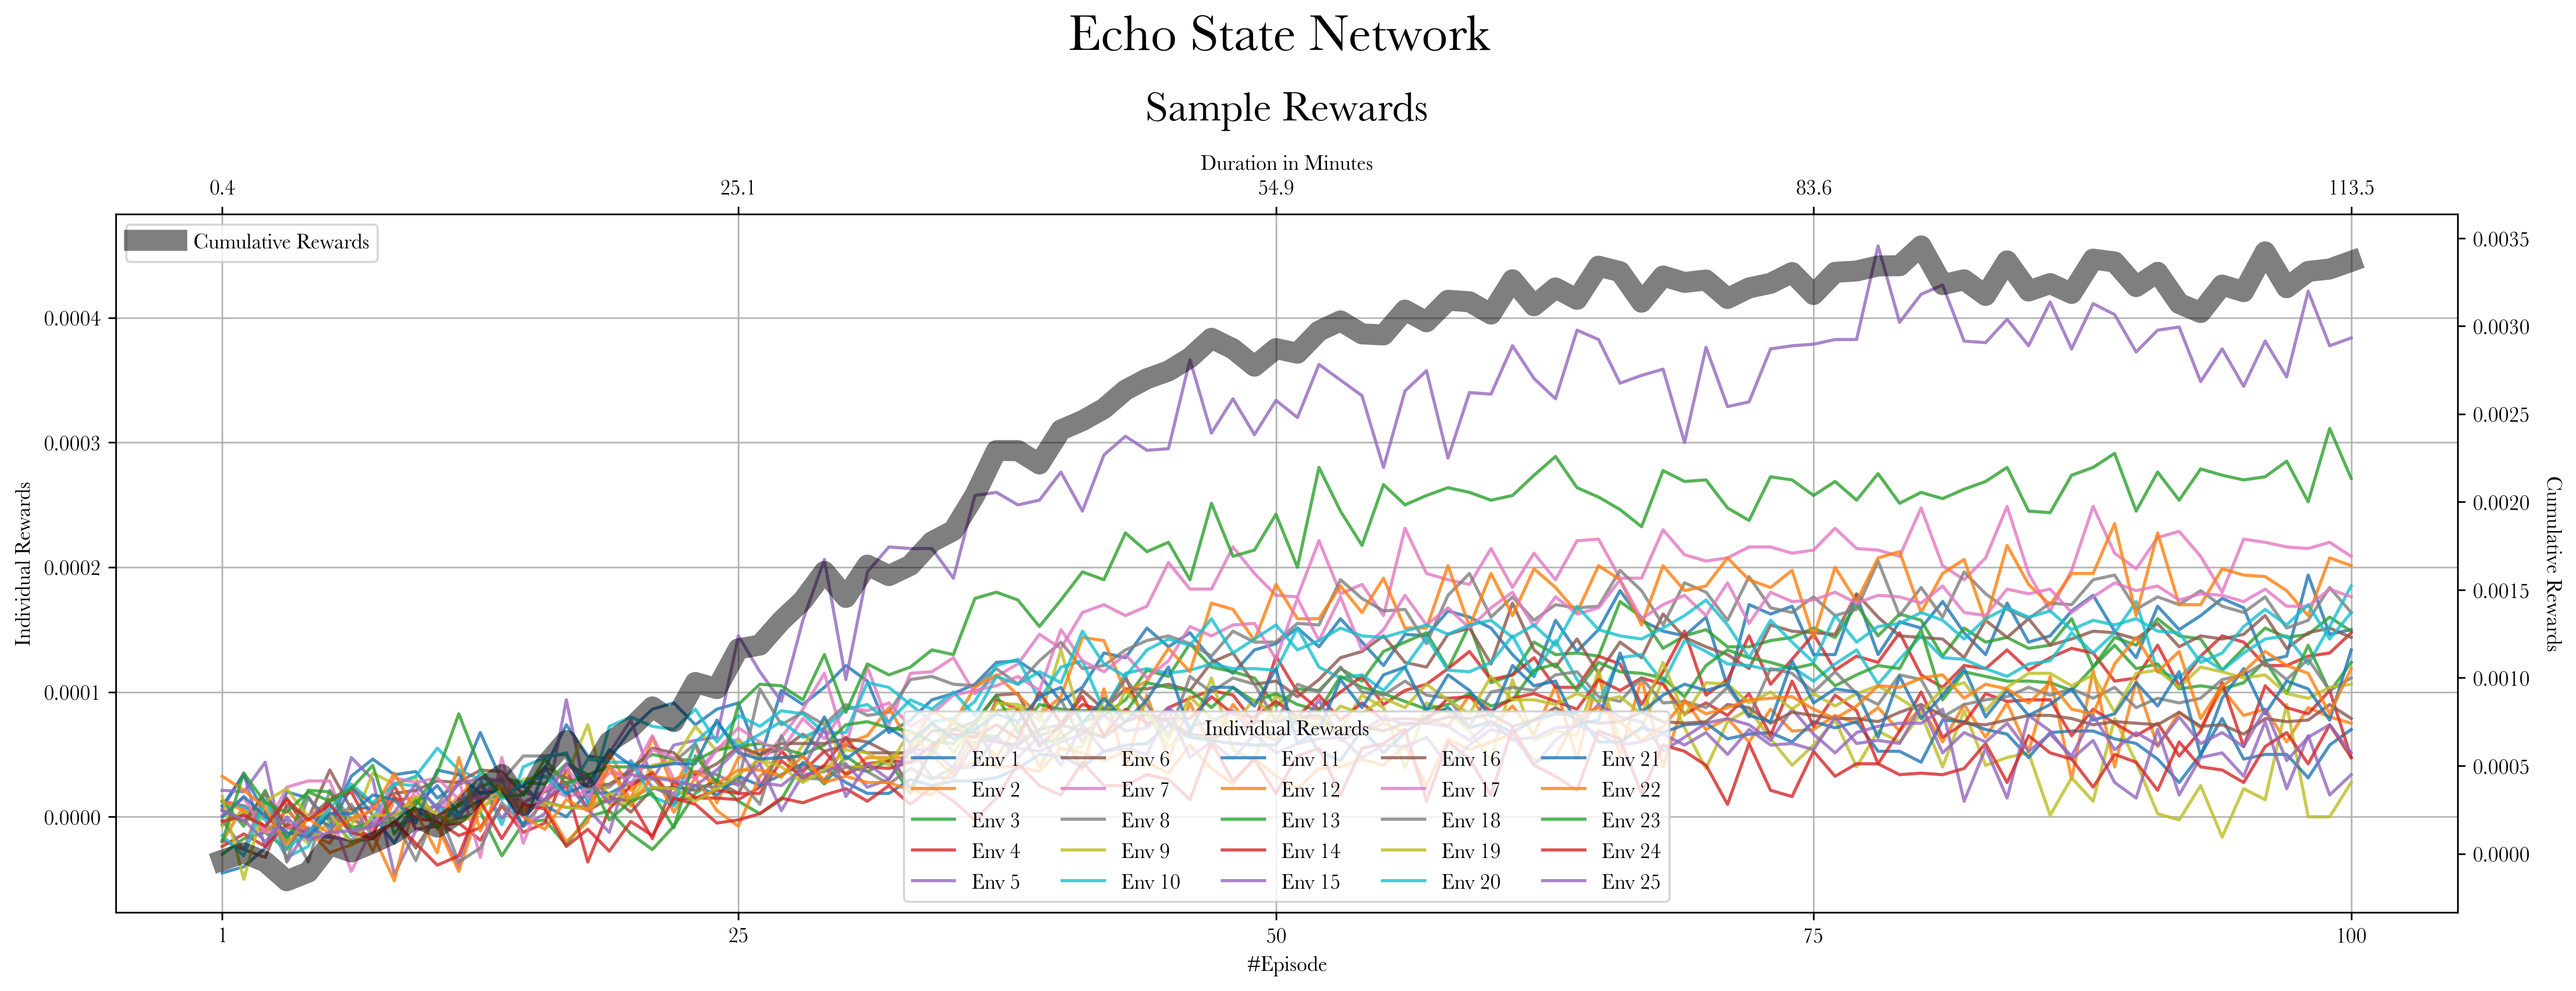 Echo State Network
Sample Rewards
Duration in Minutes
0.4 25.1 54.9 83.6 113.5
Cumulative Rewards
0.0004
0.0003
0.0002
0.0001
0.0000
Individual Rewards
0.0035
0.0030
0.0025
0.0020
0.0015
0.0010
0.0005
0.0000
Cumulative Rewards
Individual Rewards
Env 1 Env 6 Env 11 Env 16 Env 21
Env 2 Env 7 Env 12 Env 17 Env 22
Env 3 Env 8 Env 13 Env 18 Env 23
Env 4 Env 9 Env 14 Env 19 Env 24
Env 5 Env 10 Env 15 Env 20 Env 25
1 25 50 75 100
#Episode